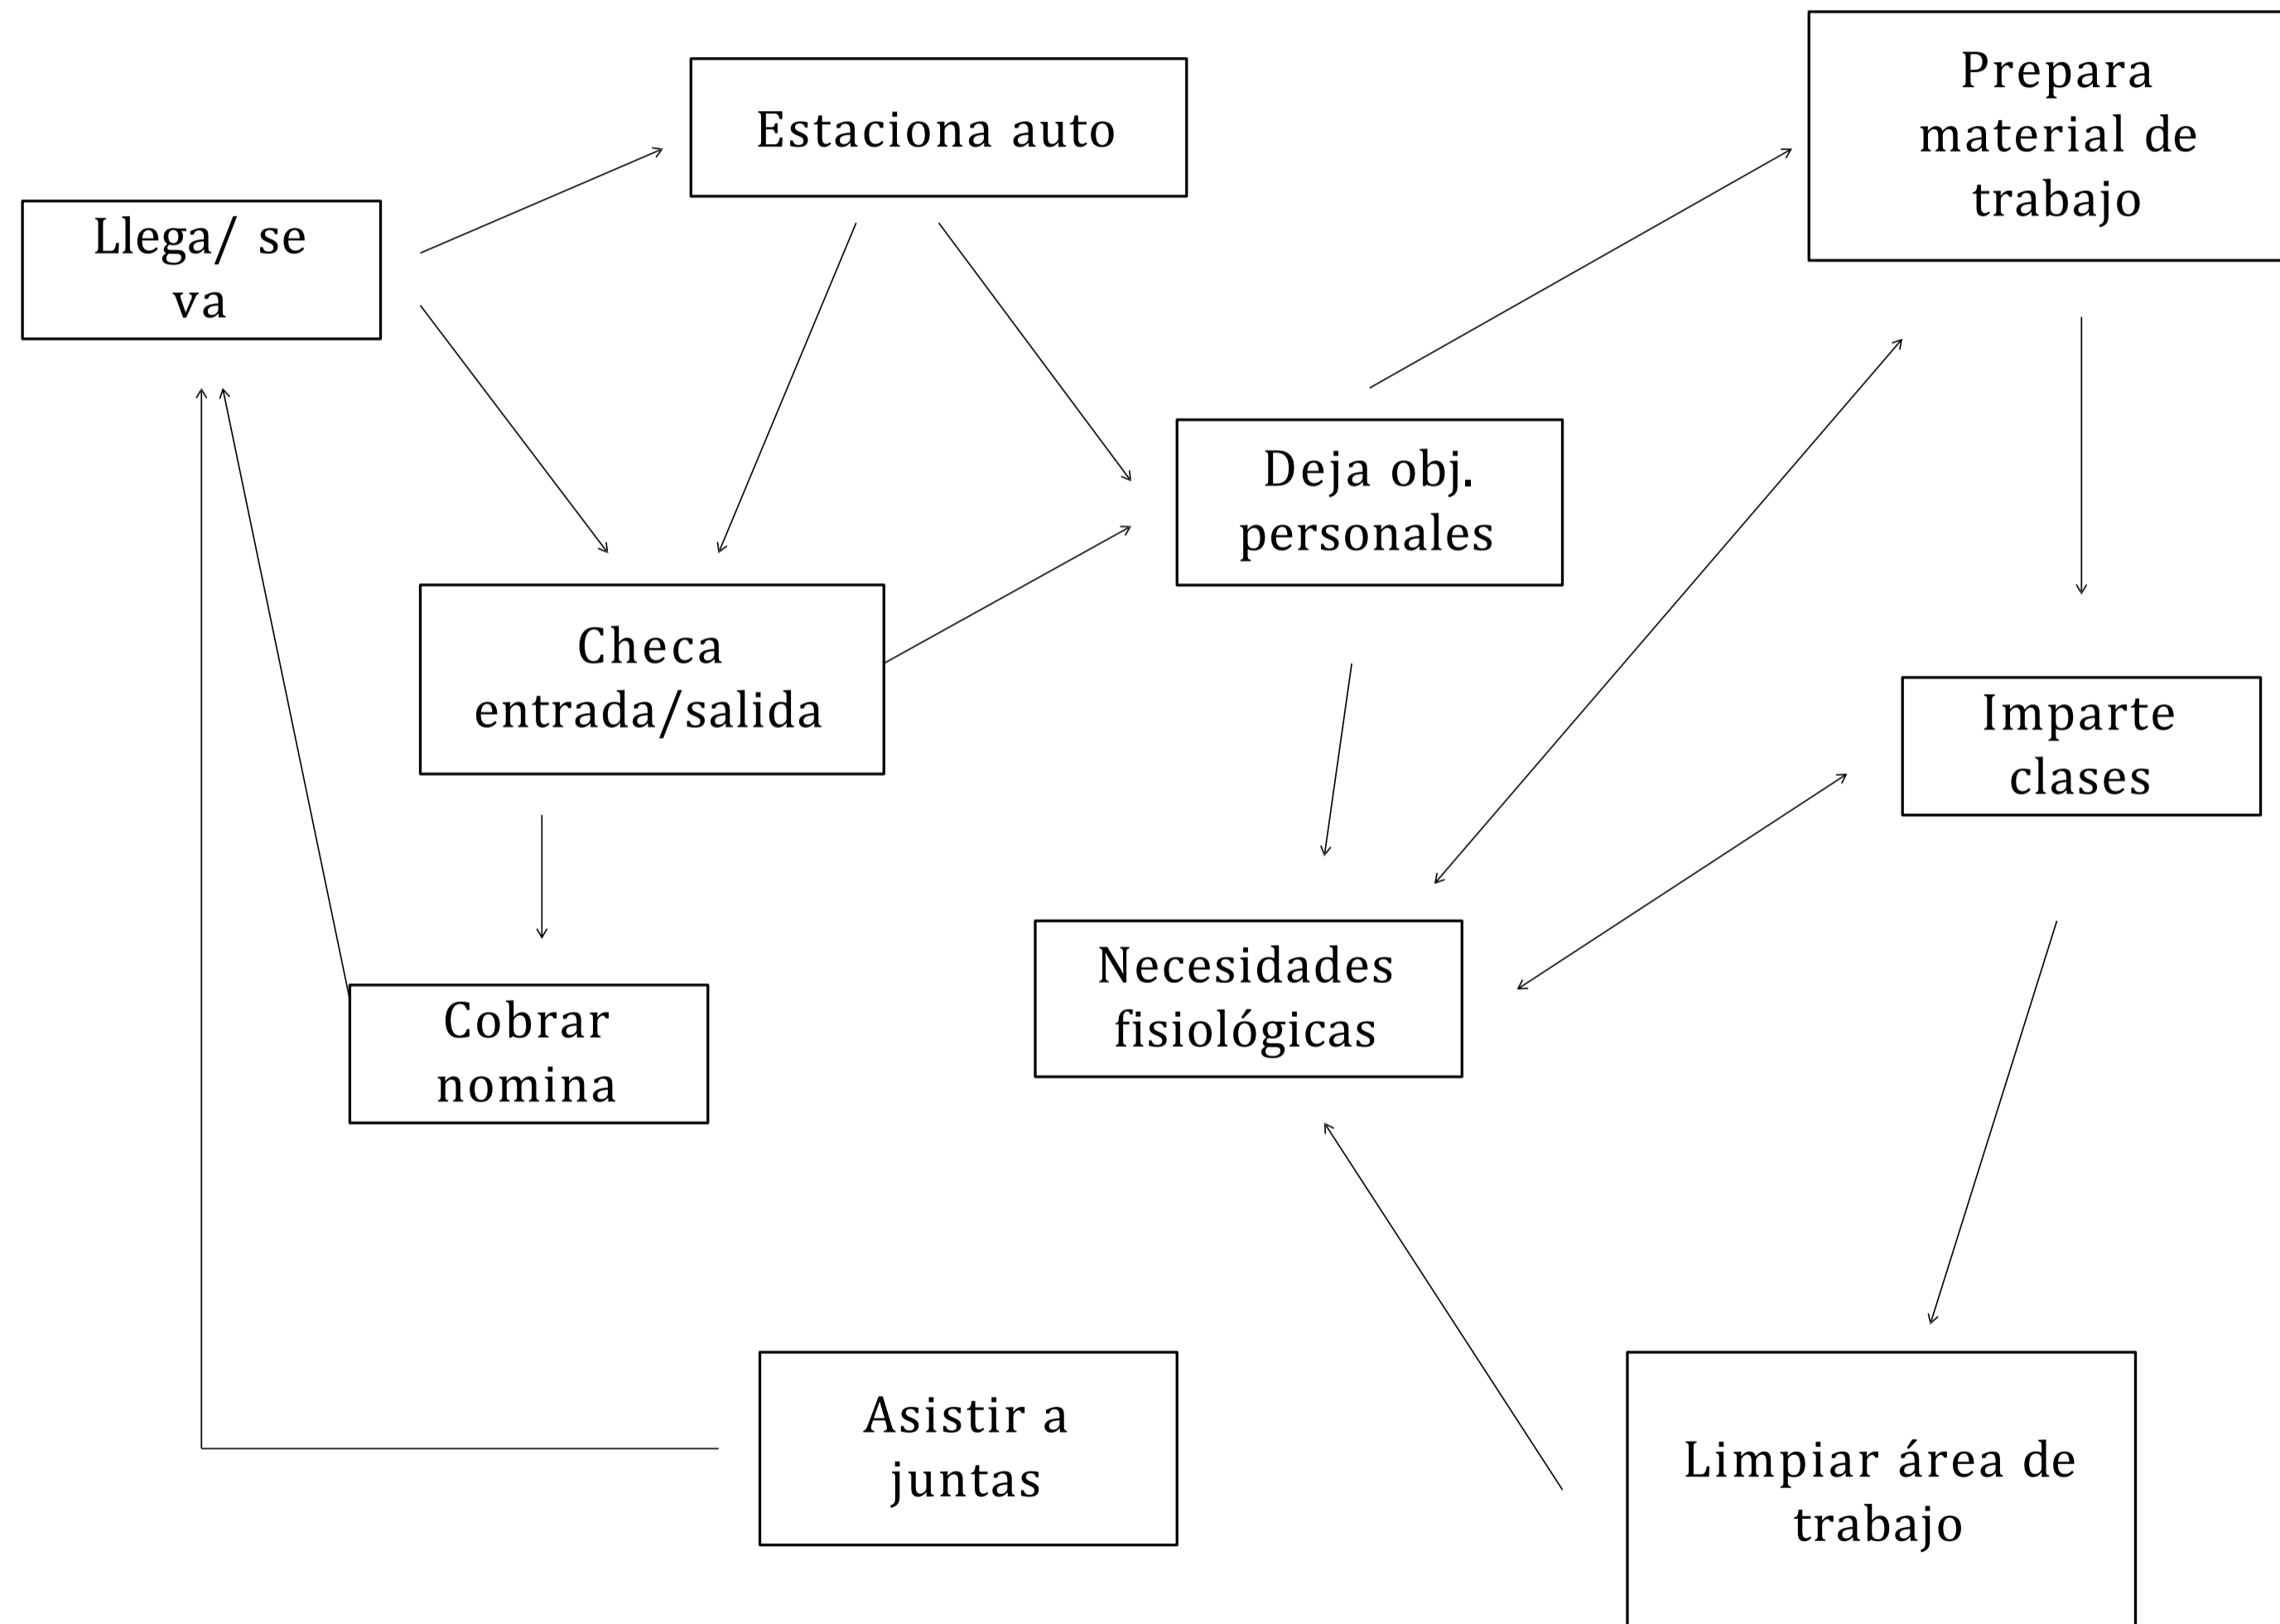 Prepara
material de
trabajo
Estaciona auto
Llega/ se
va
Deja obj.
personales
Checa
entrada/salida
Imparte
clases
Necesidades
fisiológicas
Cobrar
nomina
Asistir a
juntas
Limpiar área de
trabajo